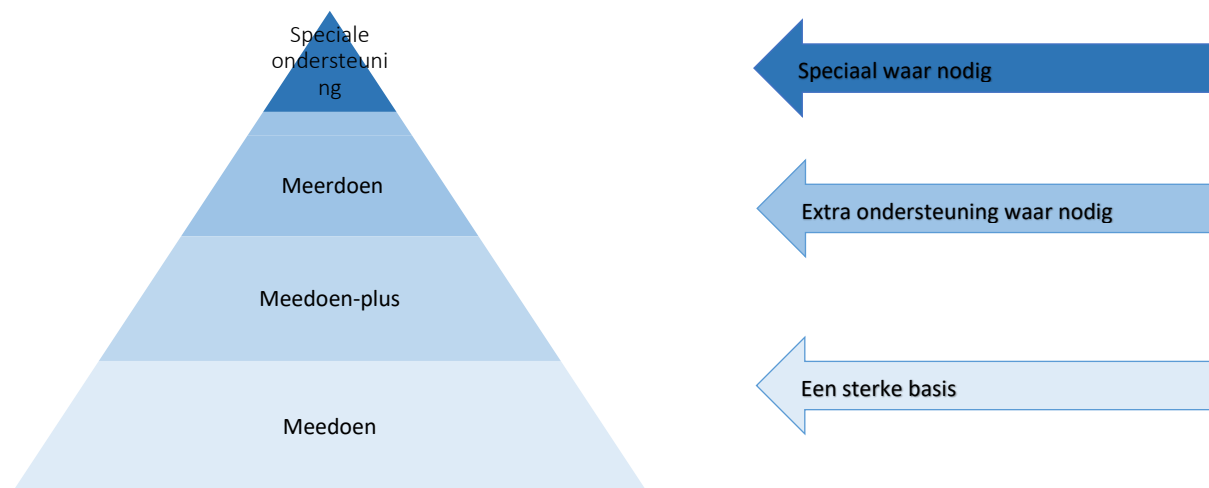 Speciale
ondersteuni
ng
Speciaal waar nodig
Meerdoen
Extra ondersteuning waar nodig
Meedoen-plus
Een sterke basis
Meedoen